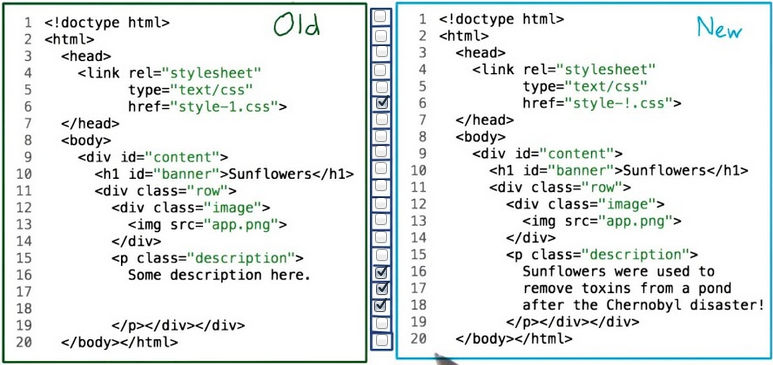 Old
1 <!doctype html>
2 <html>
3 <head>
4 <link rel="stylesheet"
5 type="text/css"
6 href="style-1.css">
7 </head>
8 <body>
9 <div id="content">
10 <h1 id="banner">Sunflowers</h1>
11 <div class="row">
12 <div class="image">
13 <img src="app.png">
14 </div>
15 <p class="description">
16 Some description here.
17
18
19 </p></div></div>
20 </body></html>
New
1 <!doctype html>
2 <html>
3 <head>
4 <link rel="stylesheet"
5 type="text/css"
6 href="style-!.css">
7 </head>
8 <body>
9 <div id="content">
10 <h1 id="banner">Sunflowers</h1>
11 <div class="row">
12 <div class="image">
13 <img src="app.png">
14 </div>
15 <p class="description">
16 Sunflowers were used to
17 remove toxins from a pond
18 after the Chernobyl disaster!
19 </p></div></div>
20 </body></html>